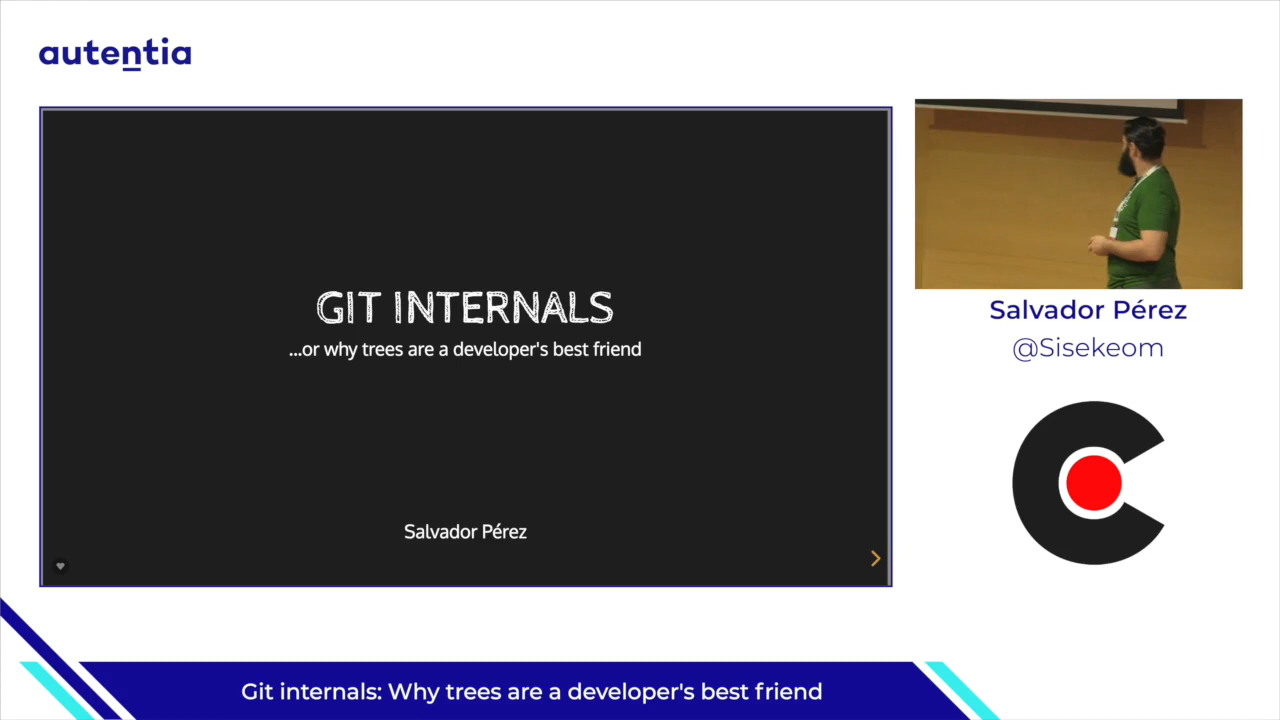 autentia
GIT INTERNALS
...or why trees are a developer's best friend
Salvador Pérez
Salvador Pérez
@Sisekeom
Git internals: Why trees are a developer's best friend